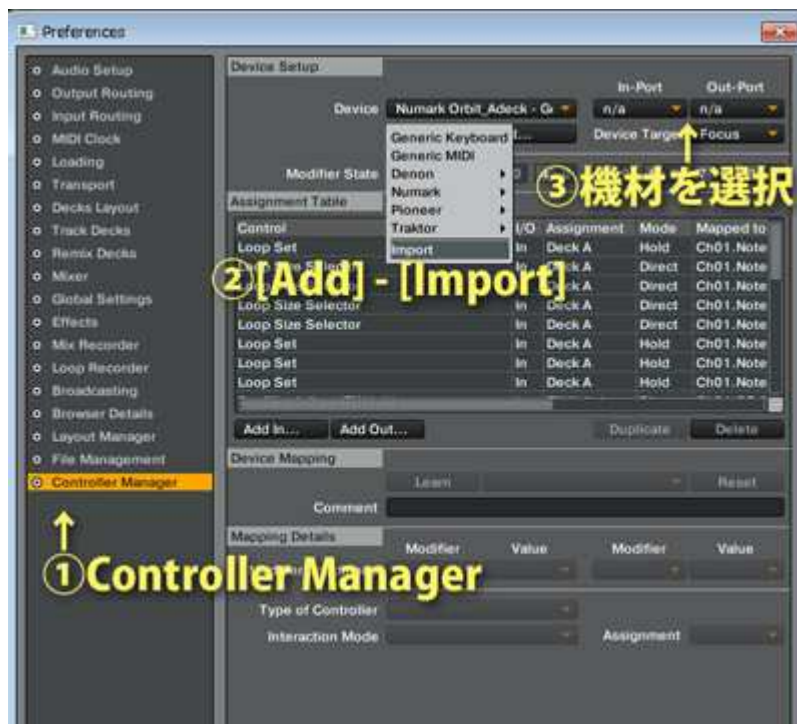 Preferences
Audio Setup
Output Routing
Input Routing
MIDI Clock
Loading
Transport
Decks Layout
Track Decks
Remix Decks
Mixer
Global Settings
Effects
Mix Recorder
Loop Recorder
Broadcasting
Browser Details
Layout Manager
File Management
Controller Manager
↑
①Controller Manager
Device Setup
In-Port Out-Port
Device Numark Orbit_Adeck - Ge n/a n/a
Device Target Focus
Modifier State
Generic Keyboard
Generic MIDI
Denon
Numark
Pioneer
Traktor
Import
↑
③機材を選択
②[Add] - [Import]
Assignment Table
Control I/O Assignment Mode Mapped to
Loop Set In Deck A Hold Ch01.Note
Deck A Direct Ch01.Note
Direct Ch01.Note
Loop Size Selector In Deck A Direct Ch01.Note
Loop Size Selector In Deck A Direct Ch01.Note
Loop Set In Deck A Hold Ch01.Note
Loop Set In Deck A Hold Ch01.Note
Loop Set In Deck A Hold Ch01.Note
Add In... Add Out... Duplicate Delete
Device Mapping
Learn Reset
Comment
Mapping Details
Modifier Value Modifier Value
Type of Controller
Interaction Mode Assignment